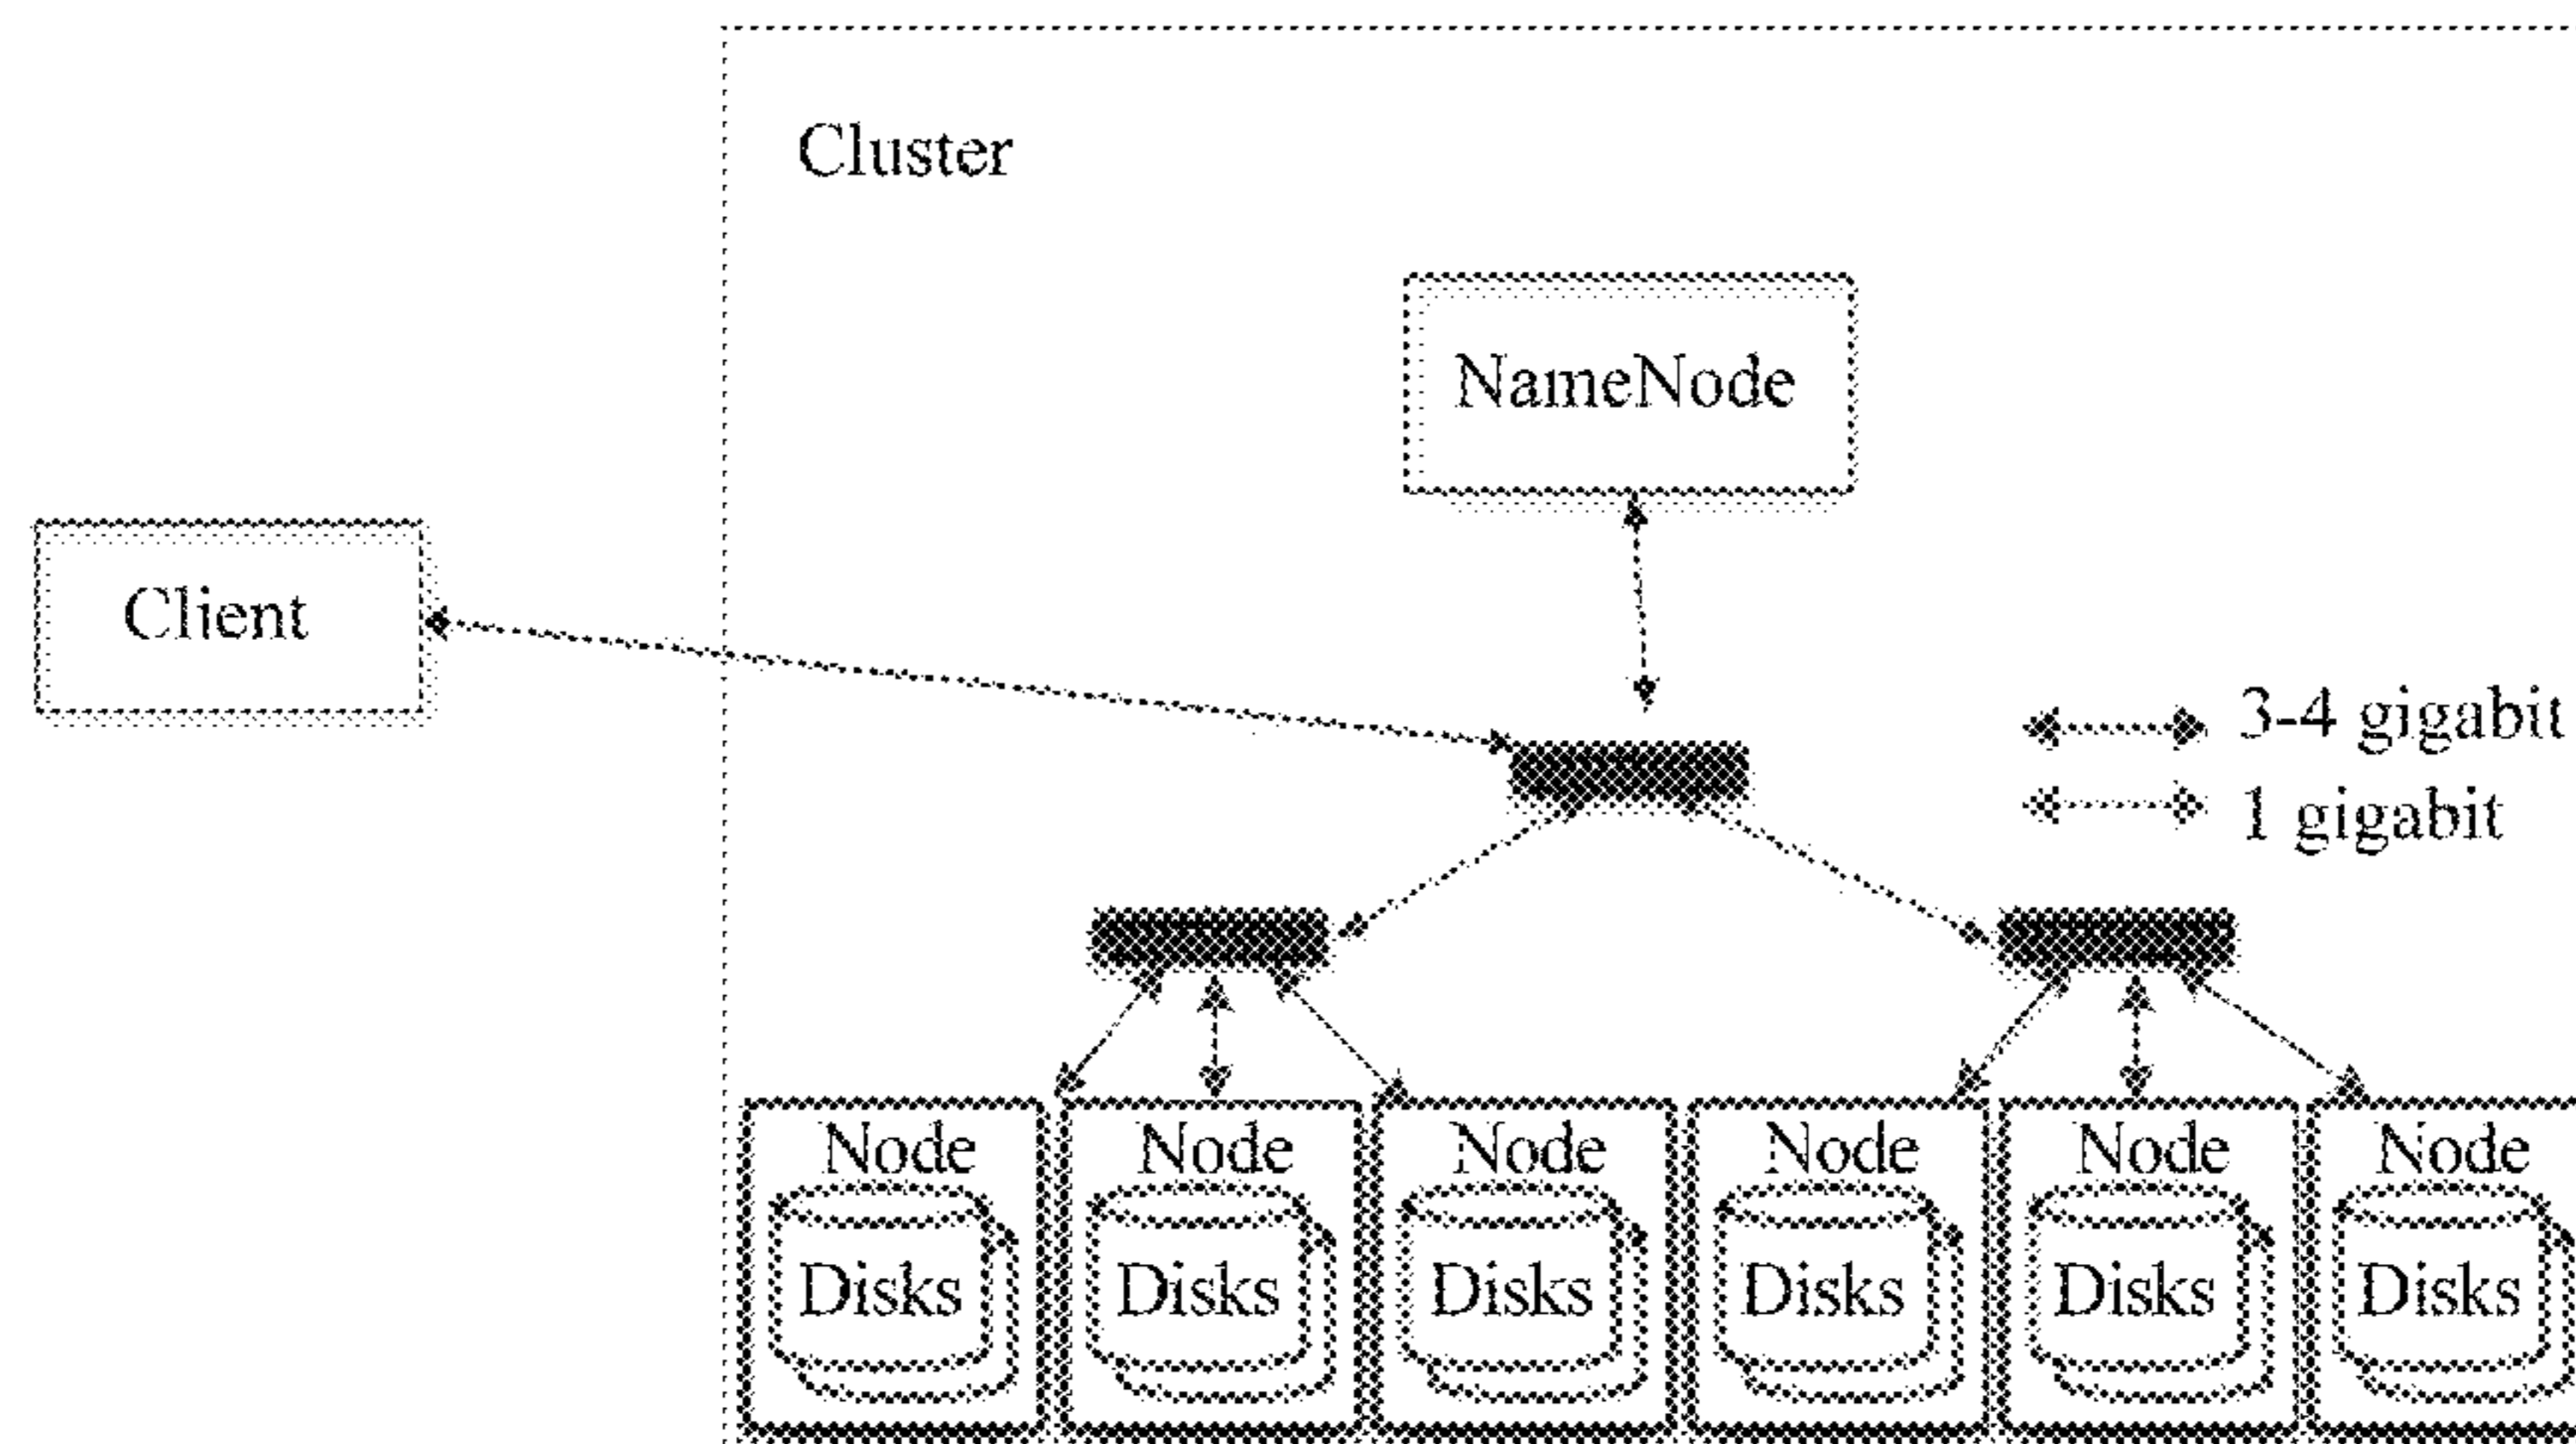 Cluster
NameNode
Client
3-4 gigabit
1 gigabit
Node Node Node Node Node Node
Disks Disks Disks Disks Disks Disks